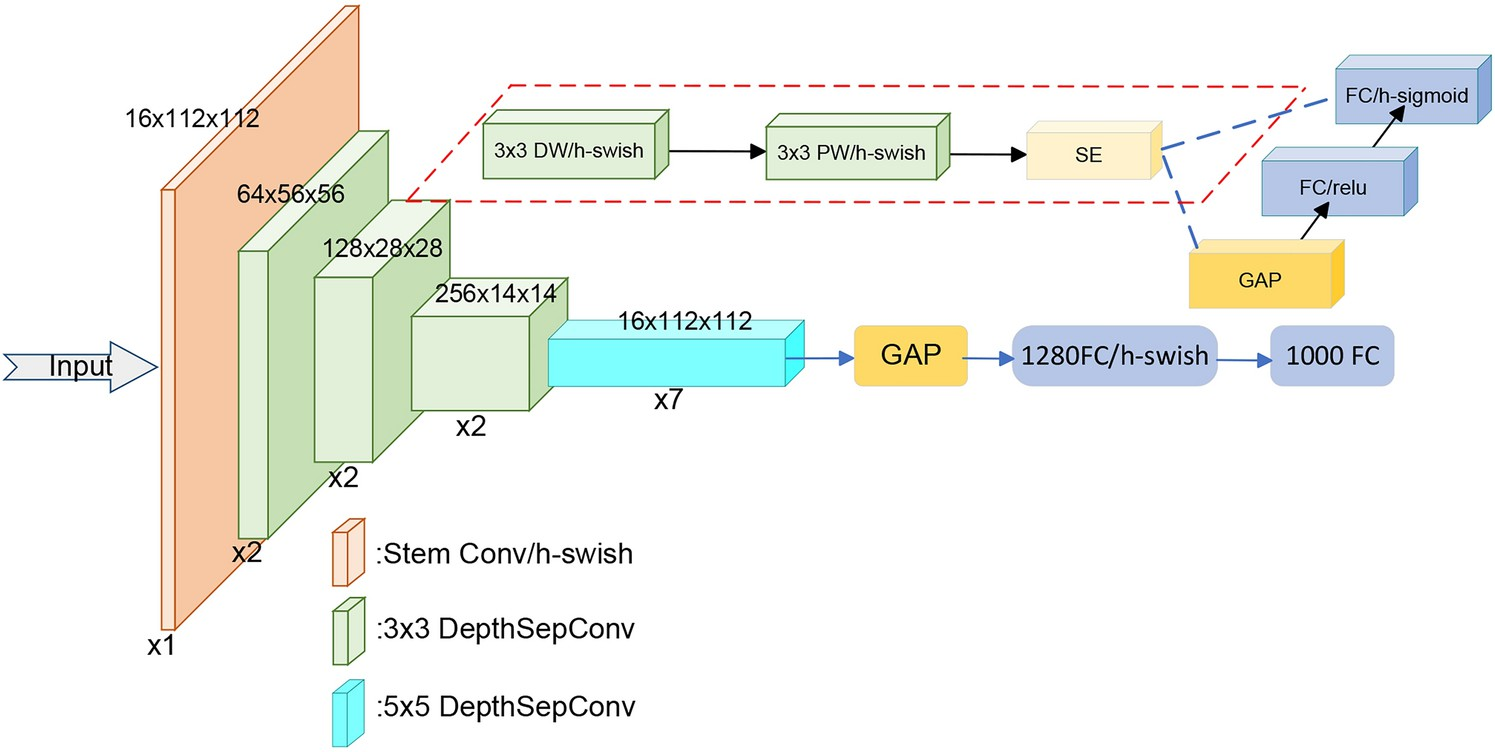 16x112x112
64x56x56
128x28x28
256x14x14
16x112x112
3x3 DW/h-swish
3x3 PW/h-swish
SE
FC/h-sigmoid
FC/relu
GAP
Input
GAP
1280FC/h-swish
1000 FC
x7
x2
x2
x2
x1
:Stem Conv/h-swish
:3x3 DepthSepConv
:5x5 DepthSepConv